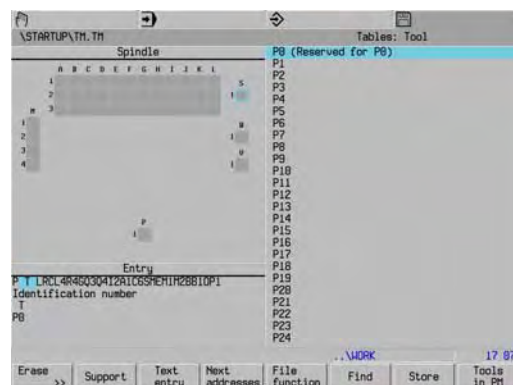 \STARTUP\TM.TM
Tables: Tool
Spindle
A B C D E F G H I J K L
1
2
3
S
1
M
1
2
3
4
W
1
U
1
P
1
Entry
Identification number
T
P0
P0 (Reserved for P0)
P1
P2
P3
P4
P5
P6
P7
P8
P9
P10
P11
P12
P13
P14
P15
P16
P17
P18
P19
P20
P21
P22
P23
P24
..\WORK
17 07
Erase >>
Support
Text entry
Next addresses
File function
Find
Store
Tools in PM